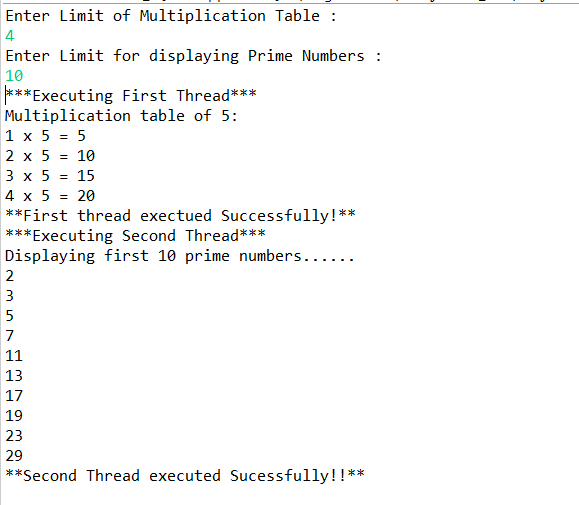 Enter Limit of Multiplication Table :
4
Enter Limit for displaying Prime Numbers :
10
***Executing First Thread***
Multiplication table of 5:
1 x 5 = 5
2 x 5 = 10
3 x 5 = 15
4 x 5 = 20
**First thread exectued Successfully!**
***Executing Second Thread***
Displaying first 10 prime numbers......
2
3
5
7
11
13
17
19
23
29
**Second Thread executed Sucessfully!!**